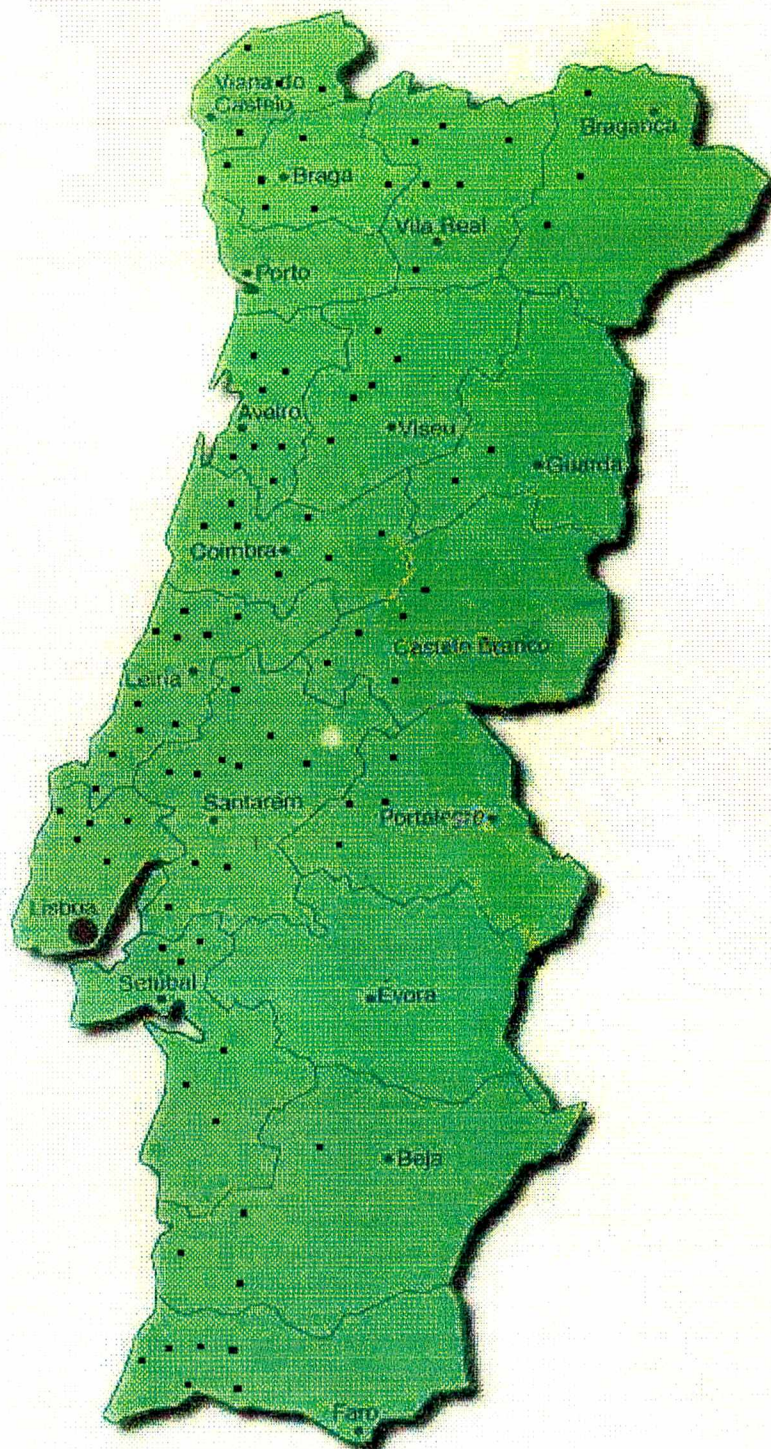 Viana do
Castelo
Bragança
Braga
Vila Real
Porto
Aveiro
Viseu
Guarda
Coimbra
Castelo Branco
Leiria
Santarém
Portalegre
Lisboa
Setúbal
Évora
Beja
Faro